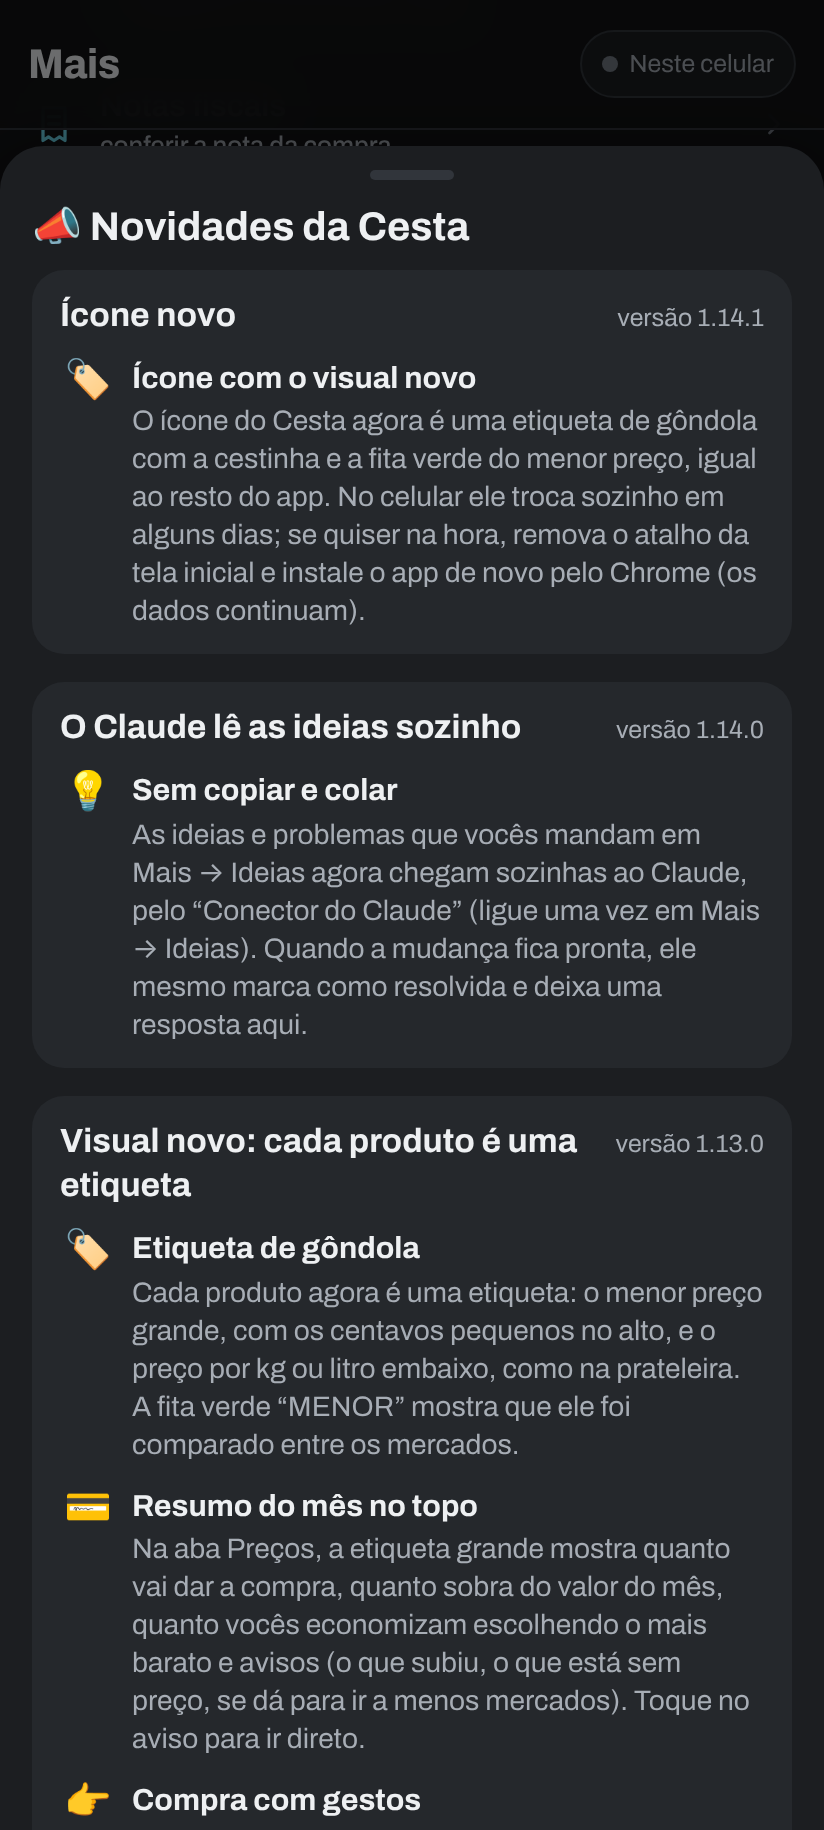 Mais
Neste celular
conferir a nota da compra
Novidades da Cesta
Ícone novo
versão 1.14.1
Ícone com o visual novo
O ícone do Cesta agora é uma etiqueta de gôndola
com a cestinha e a fita verde do menor preço, igual
ao resto do app. No celular ele troca sozinho em
alguns dias; se quiser na hora, remova o atalho da
tela inicial e instale o app de novo pelo Chrome (os
dados continuam).
O Claude lê as ideias sozinho
versão 1.14.0
Sem copiar e colar
As ideias e problemas que vocês mandam em
Mais → Ideias agora chegam sozinhas ao Claude,
pelo “Conector do Claude” (ligue uma vez em Mais
→ Ideias). Quando a mudança fica pronta, ele
mesmo marca como resolvida e deixa uma
resposta aqui.
Visual novo: cada produto é uma
etiqueta
versão 1.13.0
Etiqueta de gôndola
Cada produto agora é uma etiqueta: o menor preço
grande, com os centavos pequenos no alto, e o
preço por kg ou litro embaixo, como na prateleira.
A fita verde “MENOR” mostra que ele foi
comparado entre os mercados.
Resumo do mês no topo
Na aba Preços, a etiqueta grande mostra quanto
vai dar a compra, quanto sobra do valor do mês,
quanto vocês economizam escolhendo o mais
barato e avisos (o que subiu, o que está sem
preço, se dá para ir a menos mercados). Toque no
aviso para ir direto.
Compra com gestos